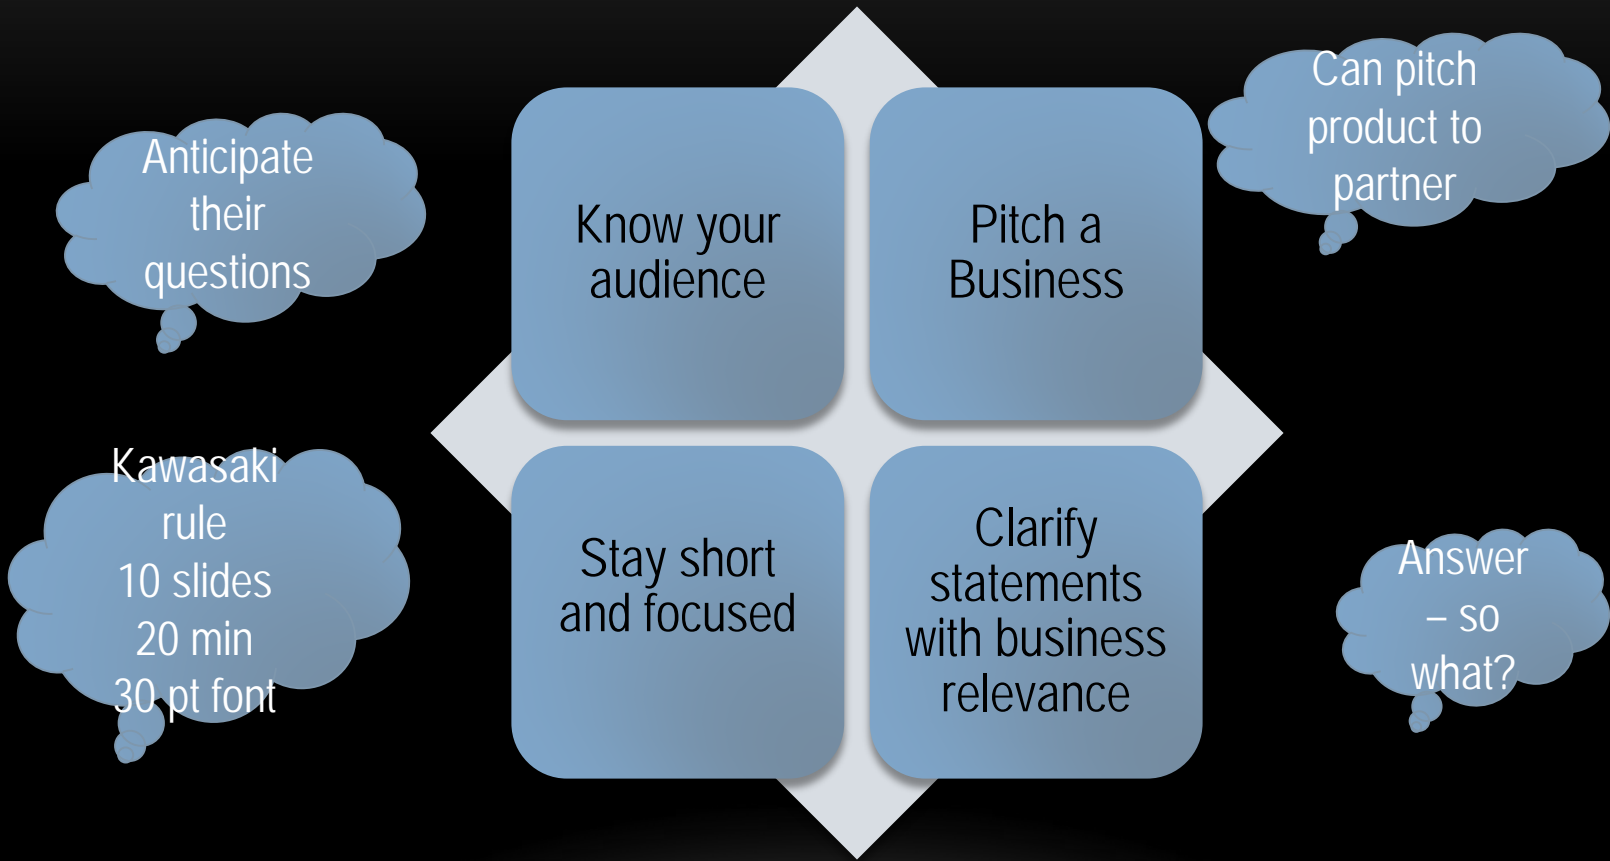 Anticipate
their
questions
Know your
audience
Pitch a
Business
Can pitch
product to
partner
Kawasaki
rule
10 slides
20 min
30 pt font
Stay short
and focused
Clarify
statements
with business
relevance
Answer
– so
what?